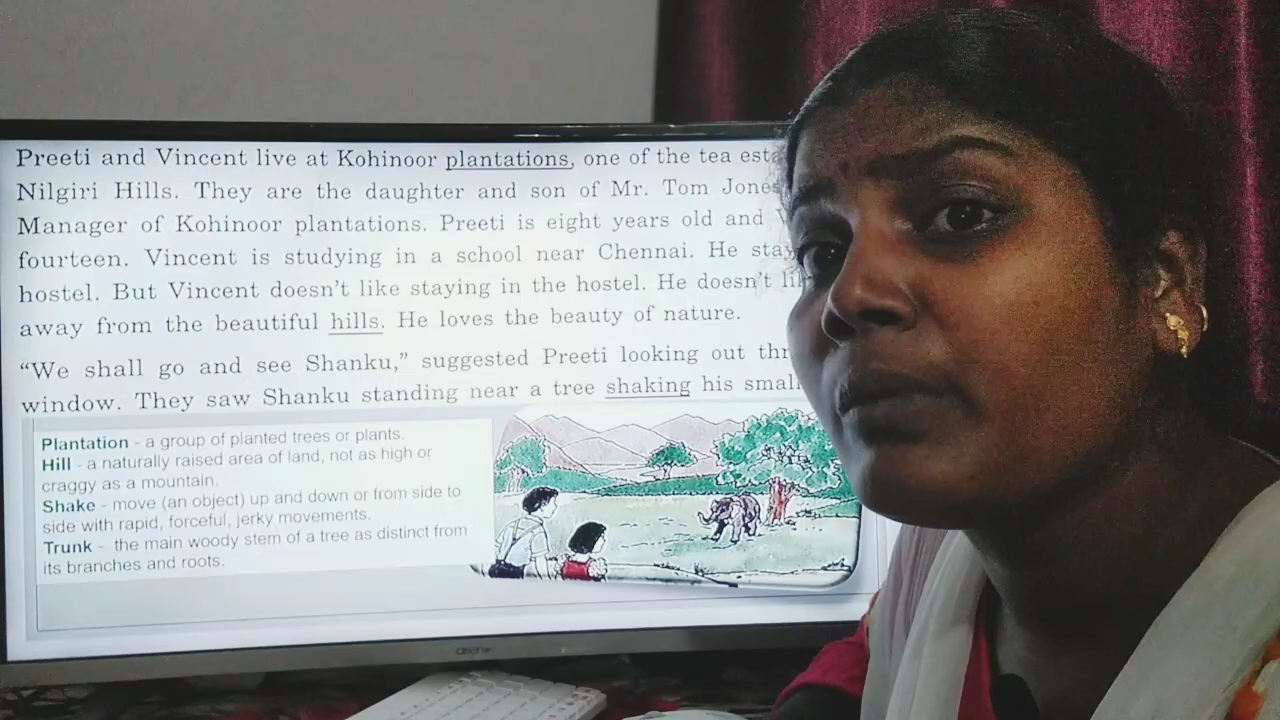 Preeti and Vincent live at Kohinoor plantations, one of the tea
Nilgiri Hills. They are the daughter and son of Mr. Tom Jones
Manager of Kohinoor plantations. Preeti is eight years old and
fourteen. Vincent is studying in a school near Chennai. He
hostel. But Vincent doesn't like staying in the hostel. He doesn't
away from the beautiful hills. He loves the beauty of nature.
“We shall go and see Shanku,” suggested Preeti looking out
window. They saw Shanku standing near a tree shaking his small
Plantation - a group of planted trees or plants.
Hill - a naturally raised area of land, not as high or
craggy as a mountain.
Shake - move (an object) up and down or from side to
side with rapid, forceful, jerky movements.
Trunk - the main woody stem of a tree as distinct from
its branches and roots.